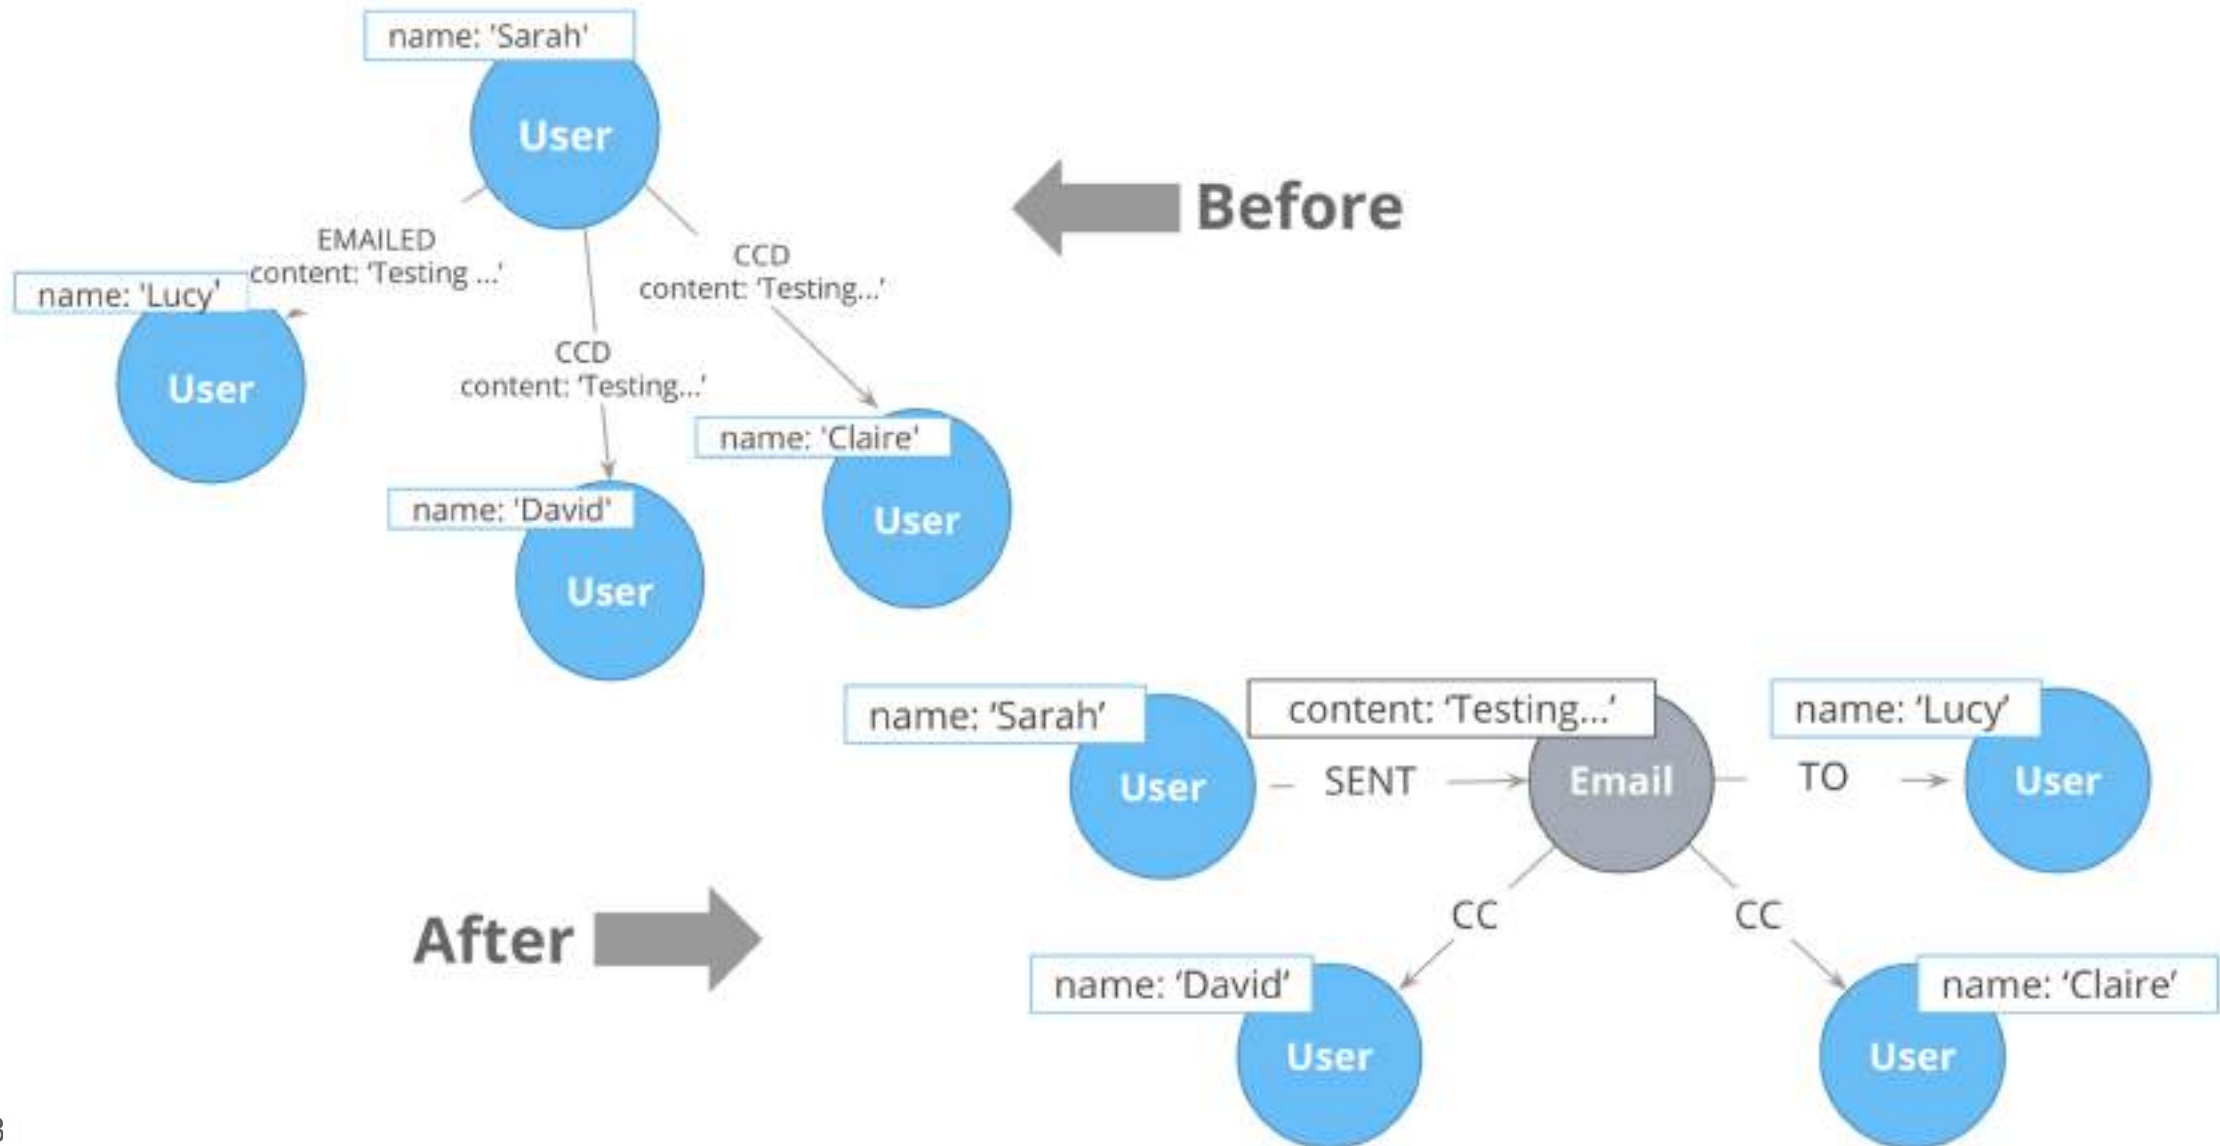 name: 'Sarah'
User
Before
EMAILED
content: 'Testing ...'
CCD
content: 'Testing...'
name: 'Lucy'
User
CCD
content: 'Testing...'
name: 'Claire'
User
name: 'David'
User
name: ‘Sarah’
User
content: ‘Testing...’
SENT
Email
name: ‘Lucy’
TO
User
After
CC
CC
name: ‘David’
User
name: ‘Claire’
User